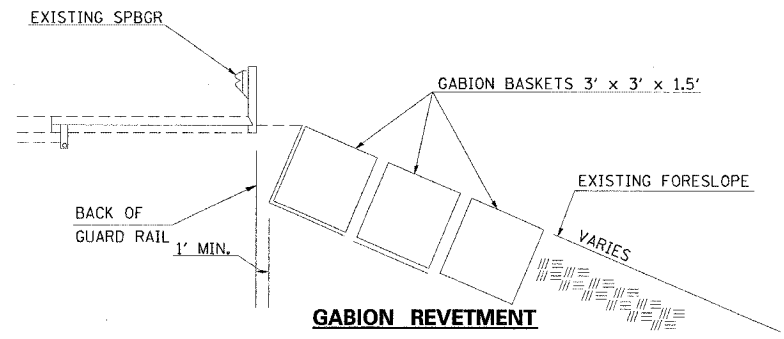 EXISTING SPBGR
GABION BASKETS 3' x 3' x 1.5'
EXISTING FORESLOPE
VARIES
BACK OF
GUARD RAIL
1' MIN.
GABION REVETMENT